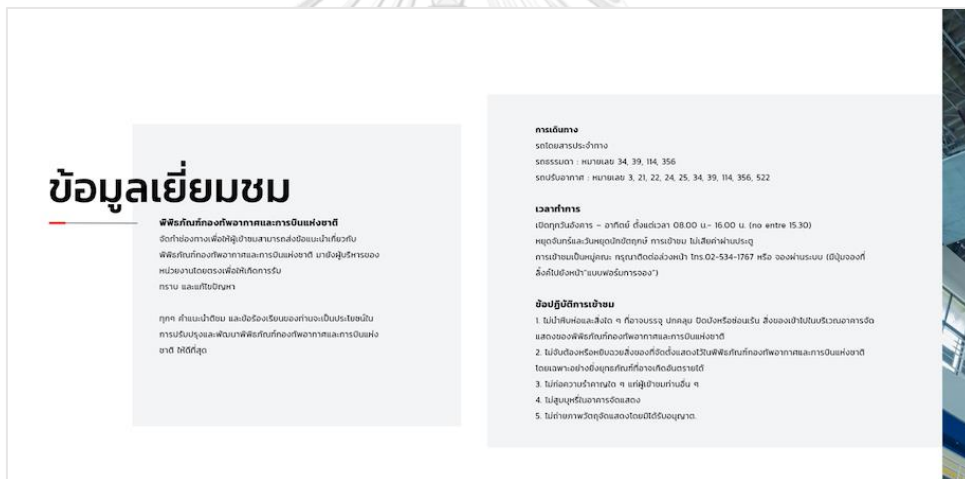 ข้อมูลเยี่ยมชม
พิพิธภัณฑ์กองทัพอากาศและการบินแห่งชาติ
จัดทำช่องทางเพื่อให้ผู้เข้าชมสามารถส่งข้อแนะนำเกี่ยวกับ
พิพิธภัณฑ์กองทัพอากาศและการบินแห่งชาติ มายังผู้บริหารของ
หน่วยงานโดยตรงเพื่อให้เกิดการรับ
ทราบ และแก้ไขปัญหา
ทุกๆ คำแนะนำติชม และข้อร้องเรียนของท่านจะเป็นประโยชน์ใน
การปรับปรุงและพัฒนาพิพิธภัณฑ์กองทัพอากาศและการบินแห่ง
ชาติ ให้ดีที่สุด
การเดินทาง
รถโดยสารประจำทาง
รถธรรมดา : หมายเลข 34, 39, 114, 356
รถปรับอากาศ : หมายเลข 3, 21, 22, 24, 25, 34, 39, 114, 356, 522
เวลาทำการ
เปิดทุกวันอังคาร – อาทิตย์ ตั้งแต่เวลา 08.00 น.- 16.00 น. (no entre 15.30)
หยุดจันทร์และวันหยุดนักขัตฤกษ์ การเข้าชม ไม่เสียค่าผ่านประตู
การเข้าชมเป็นหมู่คณะ กรุณาติดต่อล่วงหน้า โทร.02-534-1767 หรือ จองผ่านระบบ (มีปุ่มจองที่
ลิ้งค์ไปยังหน้า"แบบฟอร์มการจอง")
ข้อปฏิบัติการเข้าชม
1. ไม่นำหีบห่อและสิ่งใด ๆ ที่อาจบรรจุ ปกคลุม ปิดบังหรือซ่อนเร้น สิ่งของเข้าไปในบริเวณอาคารจัด
แสดงของพิพิธภัณฑ์กองทัพอากาศและการบินแห่งชาติ
2. ไม่จับต้องหรือหยิบฉวยสิ่งของที่จัดตั้งแสดงไว้ในพิพิธภัณฑ์กองทัพอากาศและการบินแห่งชาติ
โดยเฉพาะอย่างยิ่งยุทธภัณฑ์ที่อาจเกิดอันตรายได้
3. ไม่ก่อความรำคาญใด ๆ แก่ผู้เข้าชมท่านอื่น ๆ
4. ไม่สูบบุหรี่ในอาคารจัดแสดง
5. ไม่ถ่ายภาพวัตถุจัดแสดงโดยมิได้รับอนุญาต.